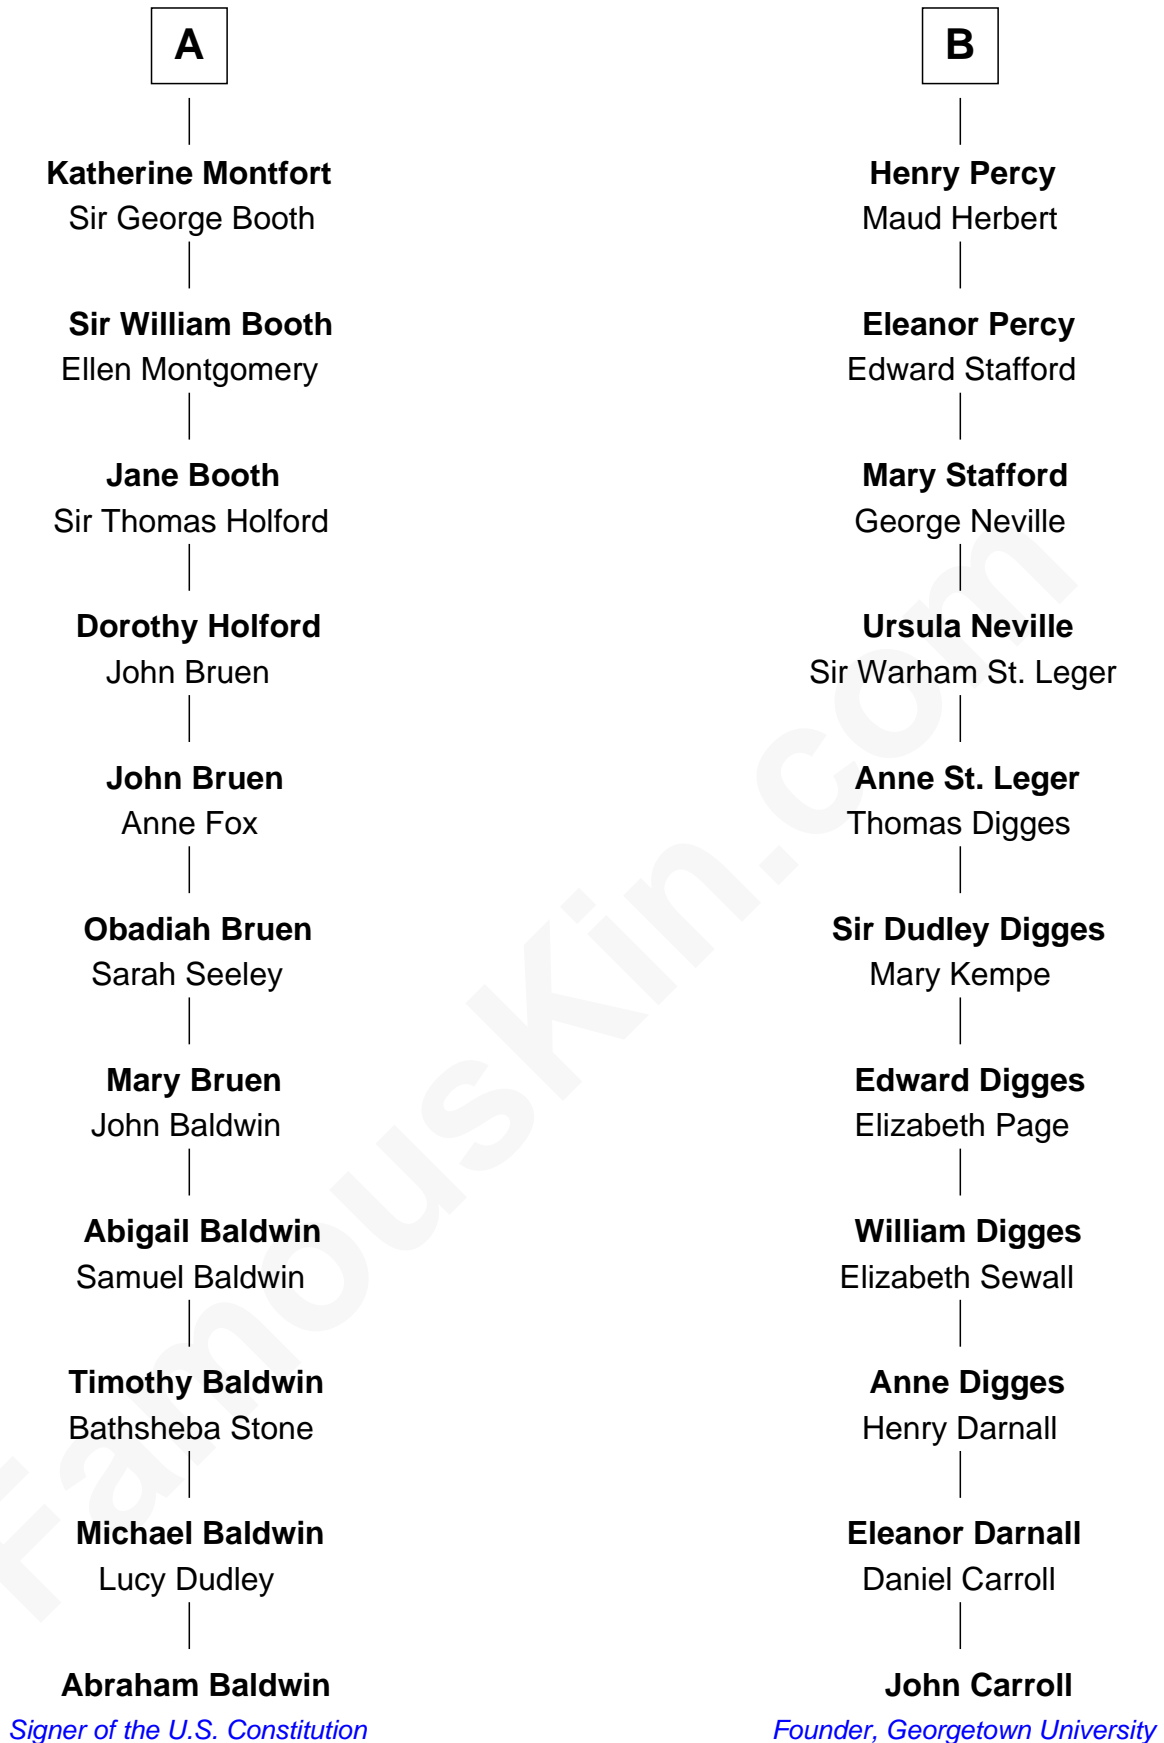 A
Katherine Montfort
Sir George Booth
Sir William Booth
Ellen Montgomery
Jane Booth
Sir Thomas Holford
Dorothy Holford
John Bruen
John Bruen
Anne Fox
Obadiah Bruen
Sarah Seeley
Mary Bruen
John Baldwin
Abigail Baldwin
Samuel Baldwin
Timothy Baldwin
Bathsheba Stone
Michael Baldwin
Lucy Dudley
Abraham Baldwin
Signer of the U.S. Constitution
B
Henry Percy
Maud Herbert
Eleanor Percy
Edward Stafford
Mary Stafford
George Neville
Ursula Neville
Sir Warham St. Leger
Anne St. Leger
Thomas Digges
Sir Dudley Digges
Mary Kempe
Edward Digges
Elizabeth Page
William Digges
Elizabeth Sewall
Anne Digges
Henry Darnall
Eleanor Darnall
Daniel Carroll
John Carroll
Founder, Georgetown University
FamousKin.com